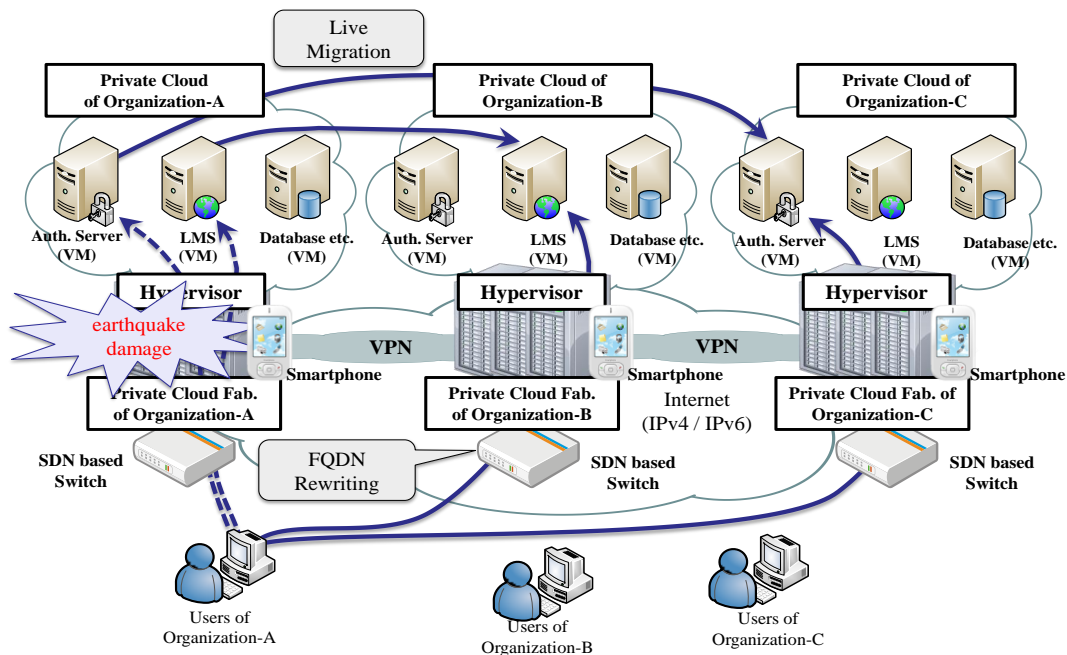 Live
Migration
Private Cloud
of Organization-A
Private Cloud of
Organization-B
Private Cloud of
Organization-C
Auth. Server
(VM)
LMS
(VM)
Database etc.
(VM)
Auth. Server
(VM)
LMS
(VM)
Database etc.
(VM)
Auth. Server
(VM)
LMS
(VM)
Database etc.
(VM)
Hypervisor
Hypervisor
Hypervisor
earthquake
damage
VPN
VPN
Smartphone
Smartphone
Smartphone
Private Cloud Fab.
of Organization-A
Private Cloud Fab.
of Organization-B
Internet
(IPv4 / IPv6)
Private Cloud Fab. of
Organization-C
SDN based
Switch
FQDN
Rewriting
SDN based
Switch
SDN based
Switch
Users of
Organization-A
Users of
Organization-B
Users of
Organization-C